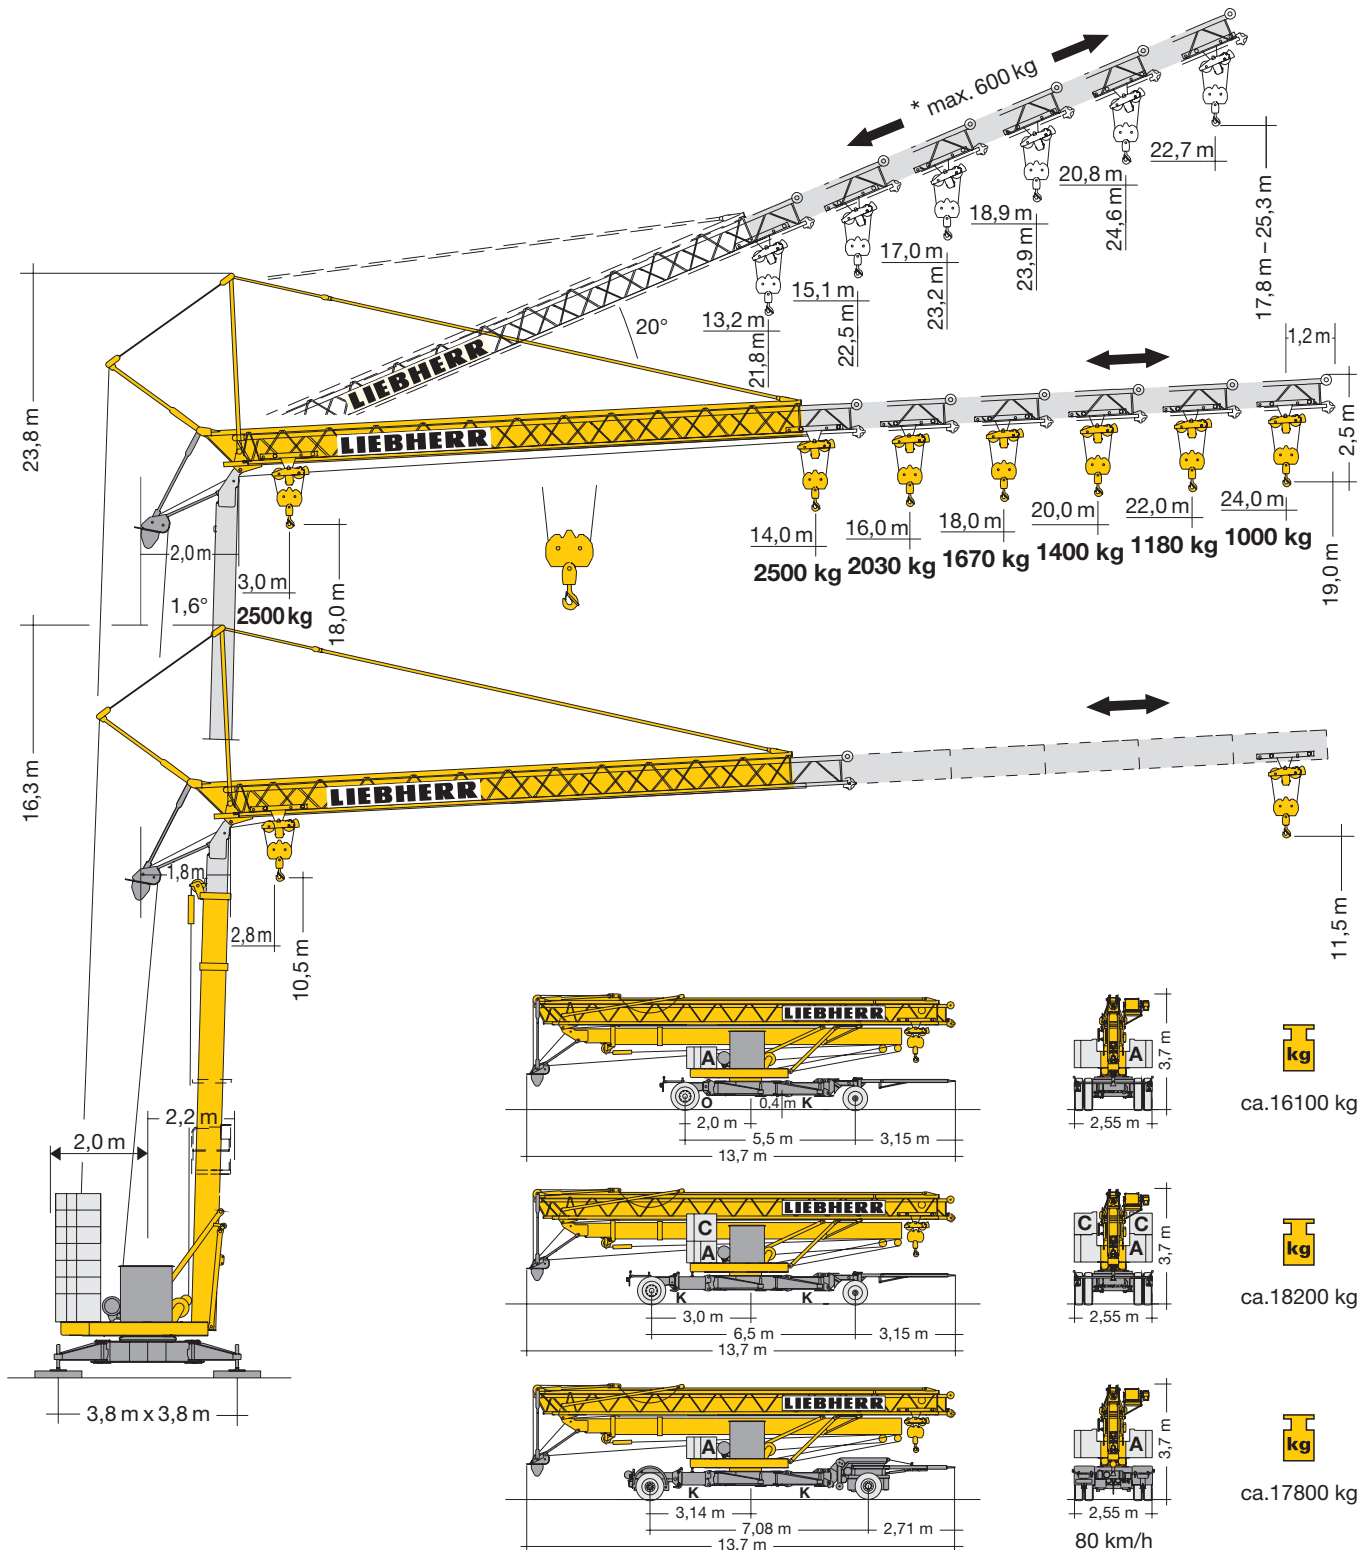 * max. 600 kg
22,7 m
20,8 m
24,6 m
17,8 m – 25,3 m
18,9 m
23,9 m
17,0 m
23,2 m
15,1 m
22,5 m
13,2 m
21,8 m
20°
LIEBHERR
1,2 m
23,8 m
LIEBHERR
2,5 m
24,0 m
22,0 m
20,0 m
18,0 m
16,0 m
14,0 m
2500 kg
2030 kg
1670 kg
1400 kg
1180 kg
1000 kg
19,0 m
2,0 m
3,0 m
1,6°
2500 kg
18,0 m
16,3 m
LIEBHERR
1,8 m
2,8 m
10,5 m
11,5 m
2,2 m
2,0 m
3,8 m x 3,8 m
LIEBHERR
A
O
0,4 m
K
2,0 m
5,5 m
3,15 m
13,7 m
A
3,7 m
2,55 m
kg
ca.16100 kg
LIEBHERR
C
A
K
K
3,0 m
6,5 m
3,15 m
13,7 m
C
C
A
3,7 m
2,55 m
kg
ca.18200 kg
LIEBHERR
A
K
K
3,14 m
7,08 m
2,71 m
13,7 m
A
3,7 m
2,55 m
80 km/h
kg
ca.17800 kg